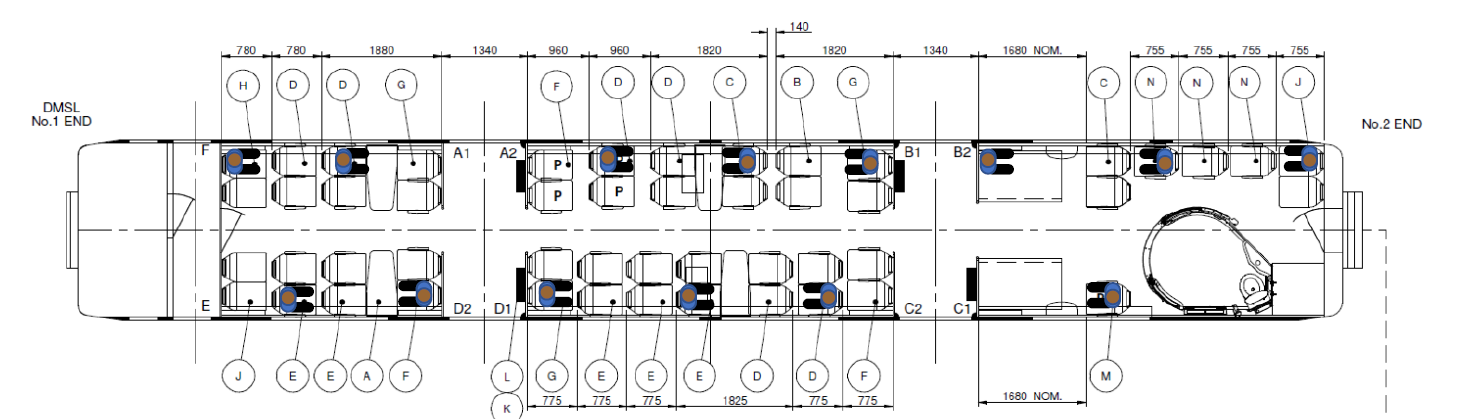 140
780 780 1880 1340 960 960 1820 1820 1340 1680 NOM. 755 755 755 755
H D D G F D D C B G C N N N J
DMSL
No.1 END
No.2 END
F A1 A2 B1 B2
P
P
P
E D2 D1 C2 C1
J E E A F L G E E E D D F M
K
775 775 775 1825 775 775 1680 NOM.